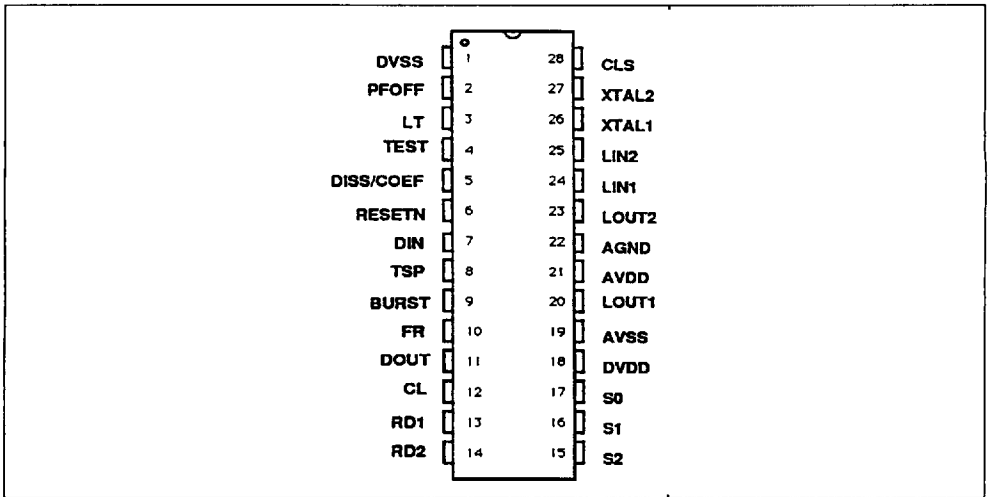 DVSS 1 28 CLS
PFOFF 2 27 XTAL2
LT 3 26 XTAL1
TEST 4 25 LIN2
DISS/COEF 5 24 LIN1
RESETN 6 23 LOUT2
DIN 7 22 AGND
TSP 8 21 AVDD
BURST 9 20 LOUT1
FR 10 19 AVSS
DOUT 11 18 DVDD
CL 12 17 S0
RD1 13 16 S1
RD2 14 15 S2